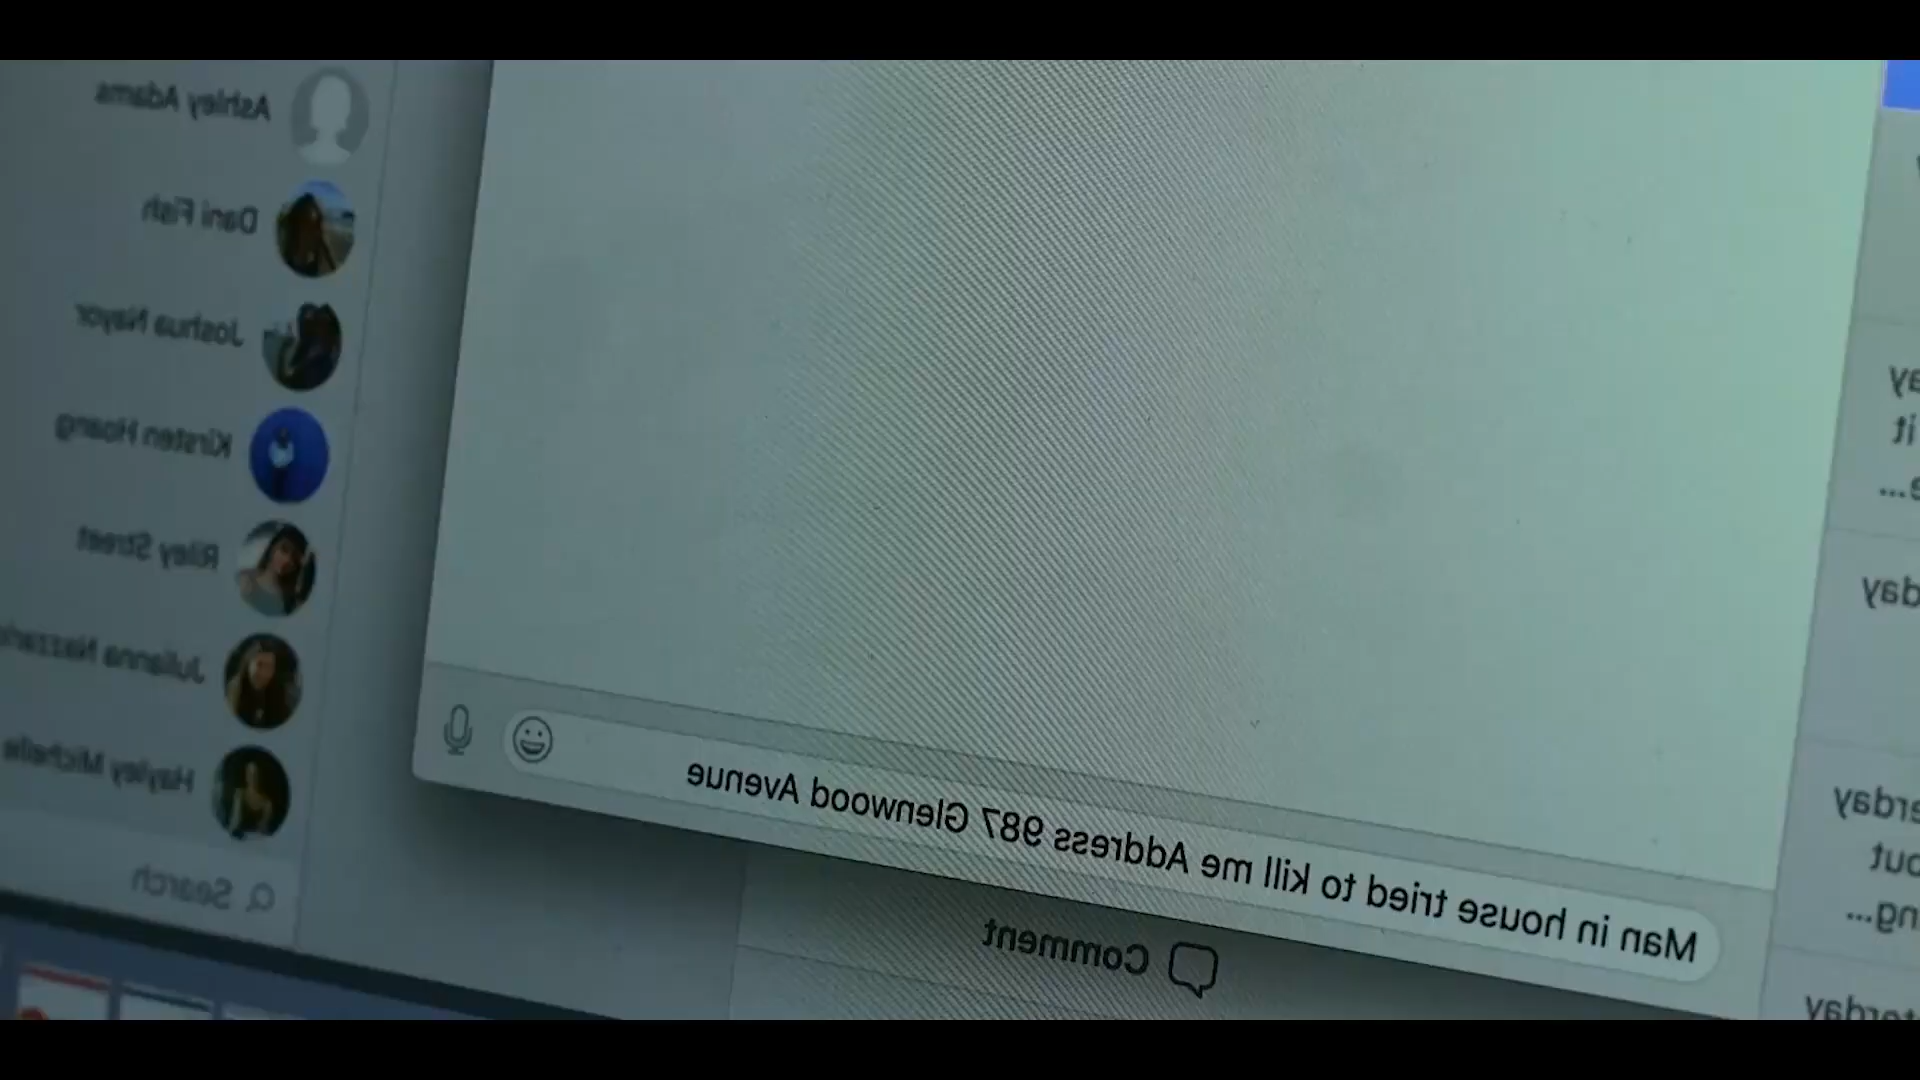 Ashley Adams
Dani Fish
Joshua Nayor
Kirsten Hoang
Riley Street
Julianna
Hayley Michelle
Search
Man in house tried to kill me Address 987 Glenwood Avenue
Comment
it